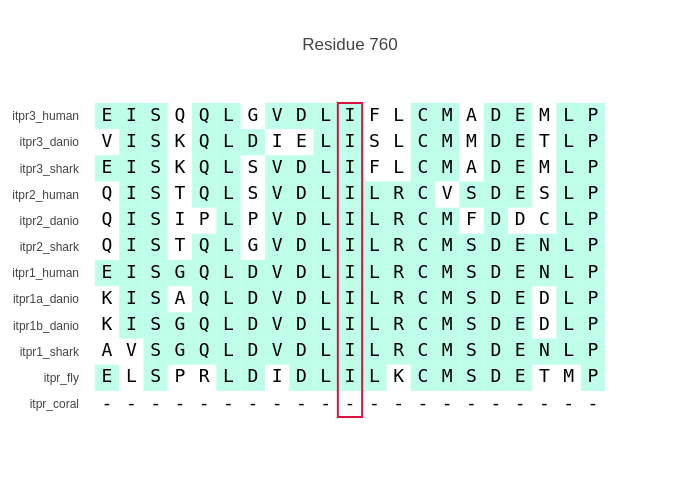 Residue 760
itpr3_human E I S Q Q L G V D L I F L C M A D E M L P
itpr3_danio V I S K Q L D I E L I S L C M M D E T L P
itpr3_shark E I S K Q L S V D L I F L C M A D E M L P
itpr2_human Q I S T Q L S V D L I L R C V S D E S L P
itpr2_danio Q I S I P L P V D L I L R C M F D D C L P
itpr2_shark Q I S T Q L G V D L I L R C M S D E N L P
itpr1_human E I S G Q L D V D L I L R C M S D E N L P
itpr1a_danio K I S A Q L D V D L I L R C M S D E D L P
itpr1b_danio K I S G Q L D V D L I L R C M S D E D L P
itpr1_shark A V S G Q L D V D L I L R C M S D E N L P
itpr_fly E L S P R L D I D L I L K C M S D E T M P
itpr_coral - - - - - - - - - - - - - - - - - - - - -